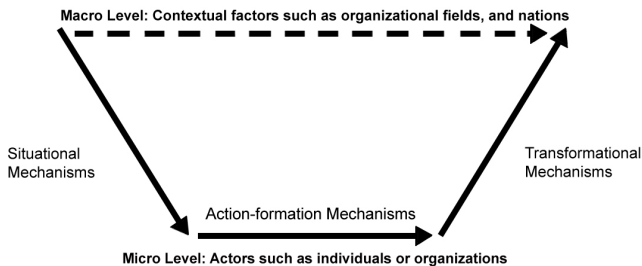 Macro Level: Contextual factors such as organizational fields, and nations
Situational
Mechanisms
Transformational
Mechanisms
Action-formation Mechanisms
Micro Level: Actors such as individuals or organizations